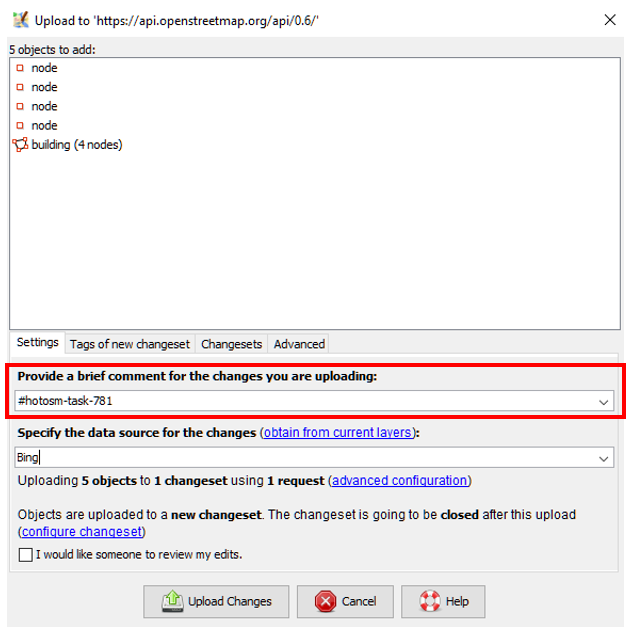 Upload to 'https://api.openstreetmap.org/api/0.6/'
5 objects to add:
node
node
node
node
building (4 nodes)
Settings Tags of new changeset Changesets Advanced
Provide a brief comment for the changes you are uploading:
#hotosm-task-781
Specify the data source for the changes (obtain from current layers):
Bing
Uploading 5 objects to 1 changeset using 1 request (advanced configuration)
Objects are uploaded to a new changeset. The changeset is going to be closed after this upload
(configure changeset)
I would like someone to review my edits.
Upload Changes Cancel Help